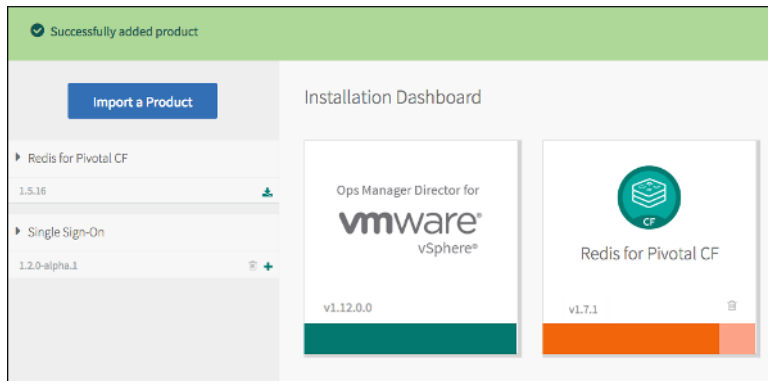 Successfully added product
Import a Product
Redis for Pivotal CF
1.5.16
Single Sign-On
1.2.0-alpha.1
Installation Dashboard
Ops Manager Director for
vmware®
vSphere®
v1.12.0.0
CF
Redis for Pivotal CF
v1.7.1